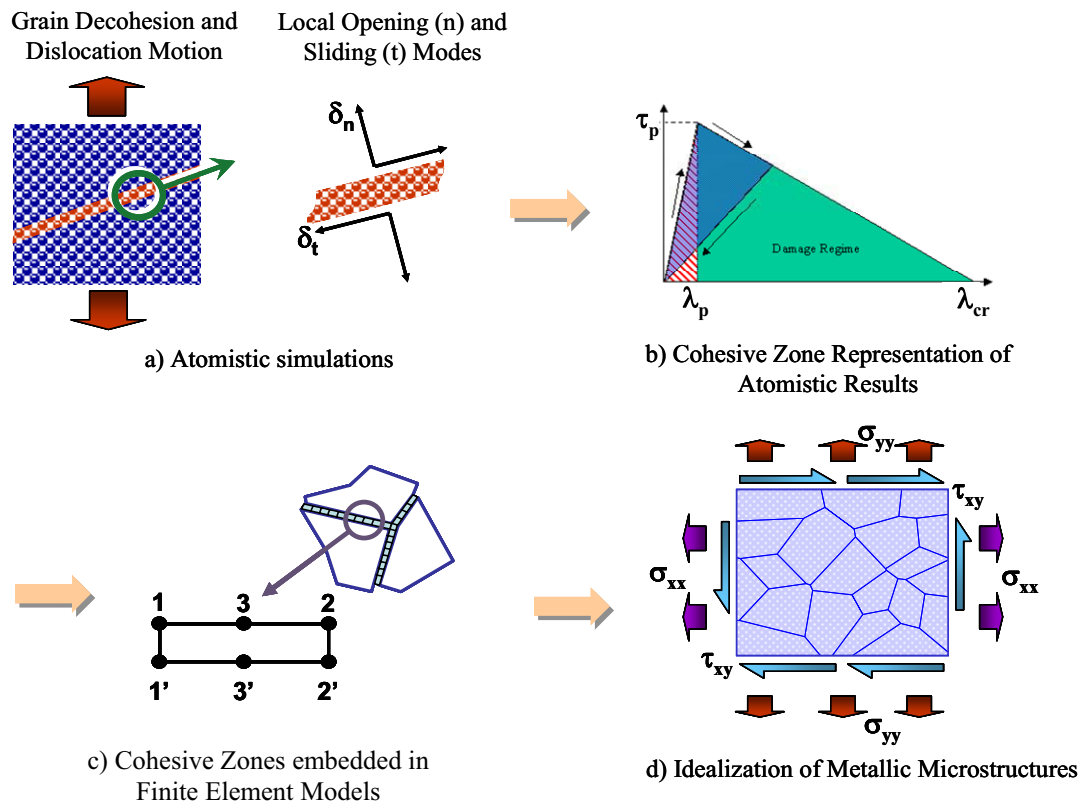 Grain Decohesion and
Dislocation Motion
Local Opening (n) and
Sliding (t) Modes
δn
δt
a) Atomistic simulations
τp
Damage Regime
λp
λcr
b) Cohesive Zone Representation of
Atomistic Results
1 3 2
1’ 3’ 2’
c) Cohesive Zones embedded in
Finite Element Models
σyy
τxy
σxx
σxx
τxy
σyy
d) Idealization of Metallic Microstructures